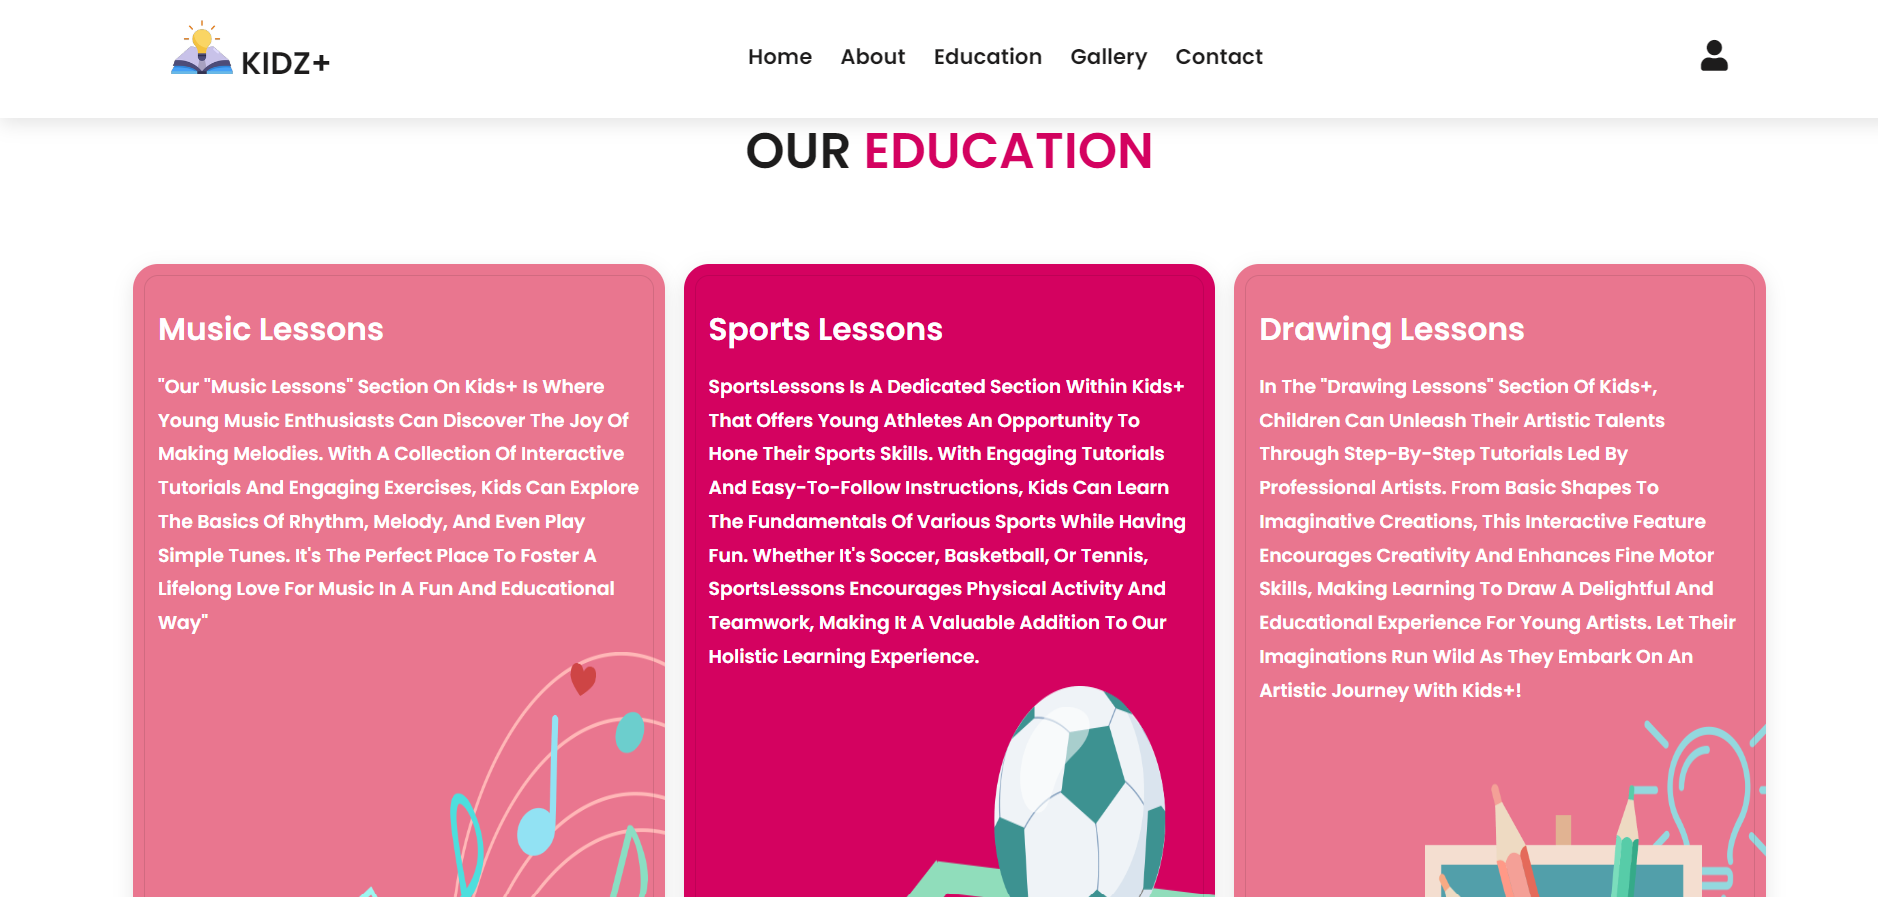 KIDZ+
Home About Education Gallery Contact
OUR EDUCATION
Music Lessons
"Our "Music Lessons" Section On Kids+ Is Where
Young Music Enthusiasts Can Discover The Joy Of
Making Melodies. With A Collection Of Interactive
Tutorials And Engaging Exercises, Kids Can Explore
The Basics Of Rhythm, Melody, And Even Play
Simple Tunes. It's The Perfect Place To Foster A
Lifelong Love For Music In A Fun And Educational
Way"
Sports Lessons
SportsLessons Is A Dedicated Section Within Kids+
That Offers Young Athletes An Opportunity To
Hone Their Sports Skills. With Engaging Tutorials
And Easy-To-Follow Instructions, Kids Can Learn
The Fundamentals Of Various Sports While Having
Fun. Whether It's Soccer, Basketball, Or Tennis,
SportsLessons Encourages Physical Activity And
Teamwork, Making It A Valuable Addition To Our
Holistic Learning Experience.
Drawing Lessons
In The "Drawing Lessons" Section Of Kids+,
Children Can Unleash Their Artistic Talents
Through Step-By-Step Tutorials Led By
Professional Artists. From Basic Shapes To
Imaginative Creations, This Interactive Feature
Encourages Creativity And Enhances Fine Motor
Skills, Making Learning To Draw A Delightful And
Educational Experience For Young Artists. Let Their
Imaginations Run Wild As They Embark On An
Artistic Journey With Kids+!